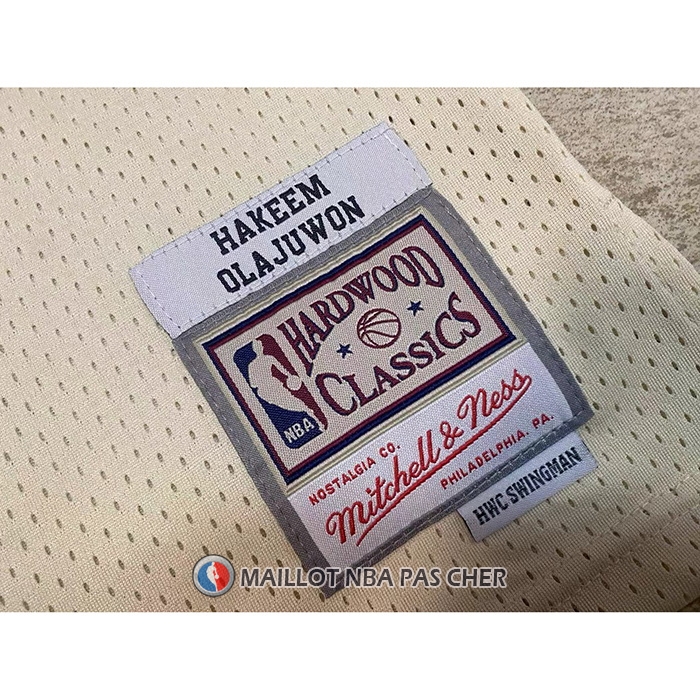 HAKEEM
OLAJUWON
HARDWOOD
CLASSICS
NBA
NOSTALGIA CO.
Mitchell & Ness
PHILADELPHIA, PA.
HWC SWINGMAN
MAILLOT NBA PAS CHER